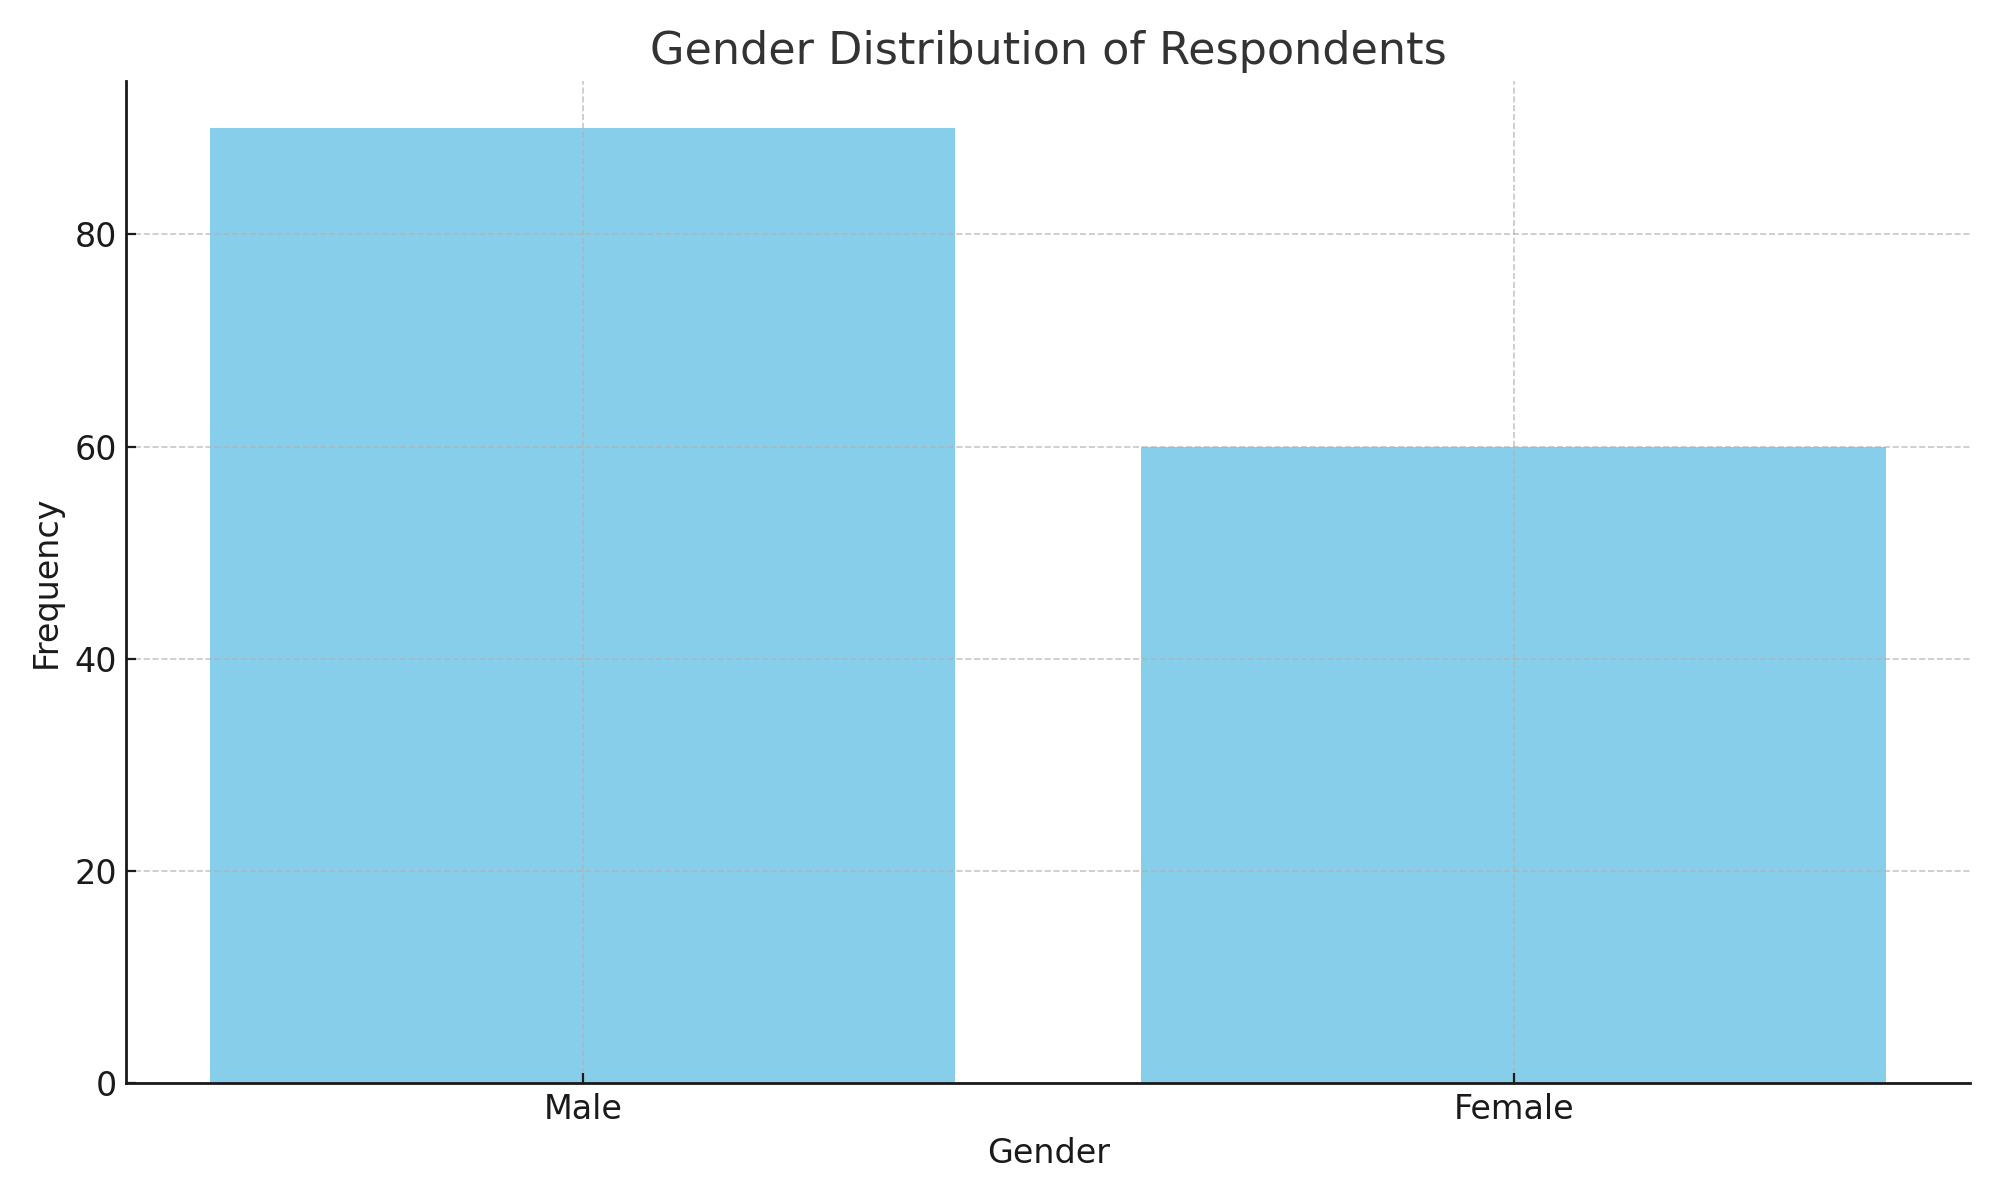 Gender Distribution of Respondents
80
60
40
20
0
Frequency
Male
Female
Gender